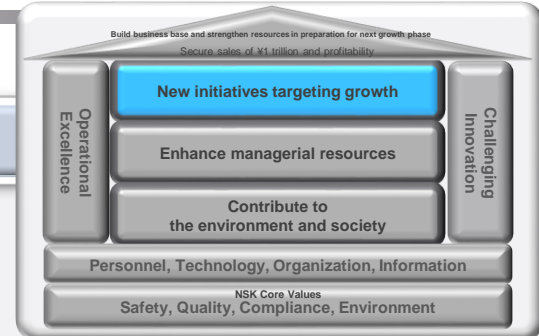 Build business base and strengthen resources in preparation for next growth phase
Secure sales of ¥1 trillion and profitability
Operational
Excellence
New initiatives targeting growth
Enhance managerial resources
Contribute to
the environment and society
Challenging
Innovation
Personnel, Technology, Organization, Information
NSK Core Values
Safety, Quality, Compliance, Environment